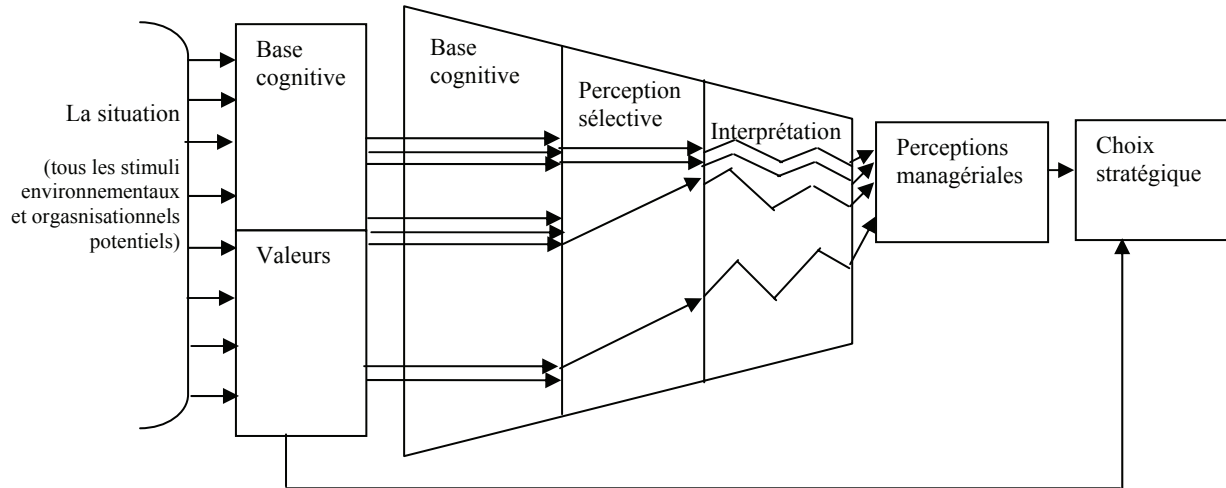 La situation
(tous les stimuli
environnementaux
et orgasnisationnels
potentiels)
Base
cognitive
Valeurs
Base
cognitive
Perception
sélective
Interprétation
Perceptions
managériales
Choix
stratégique